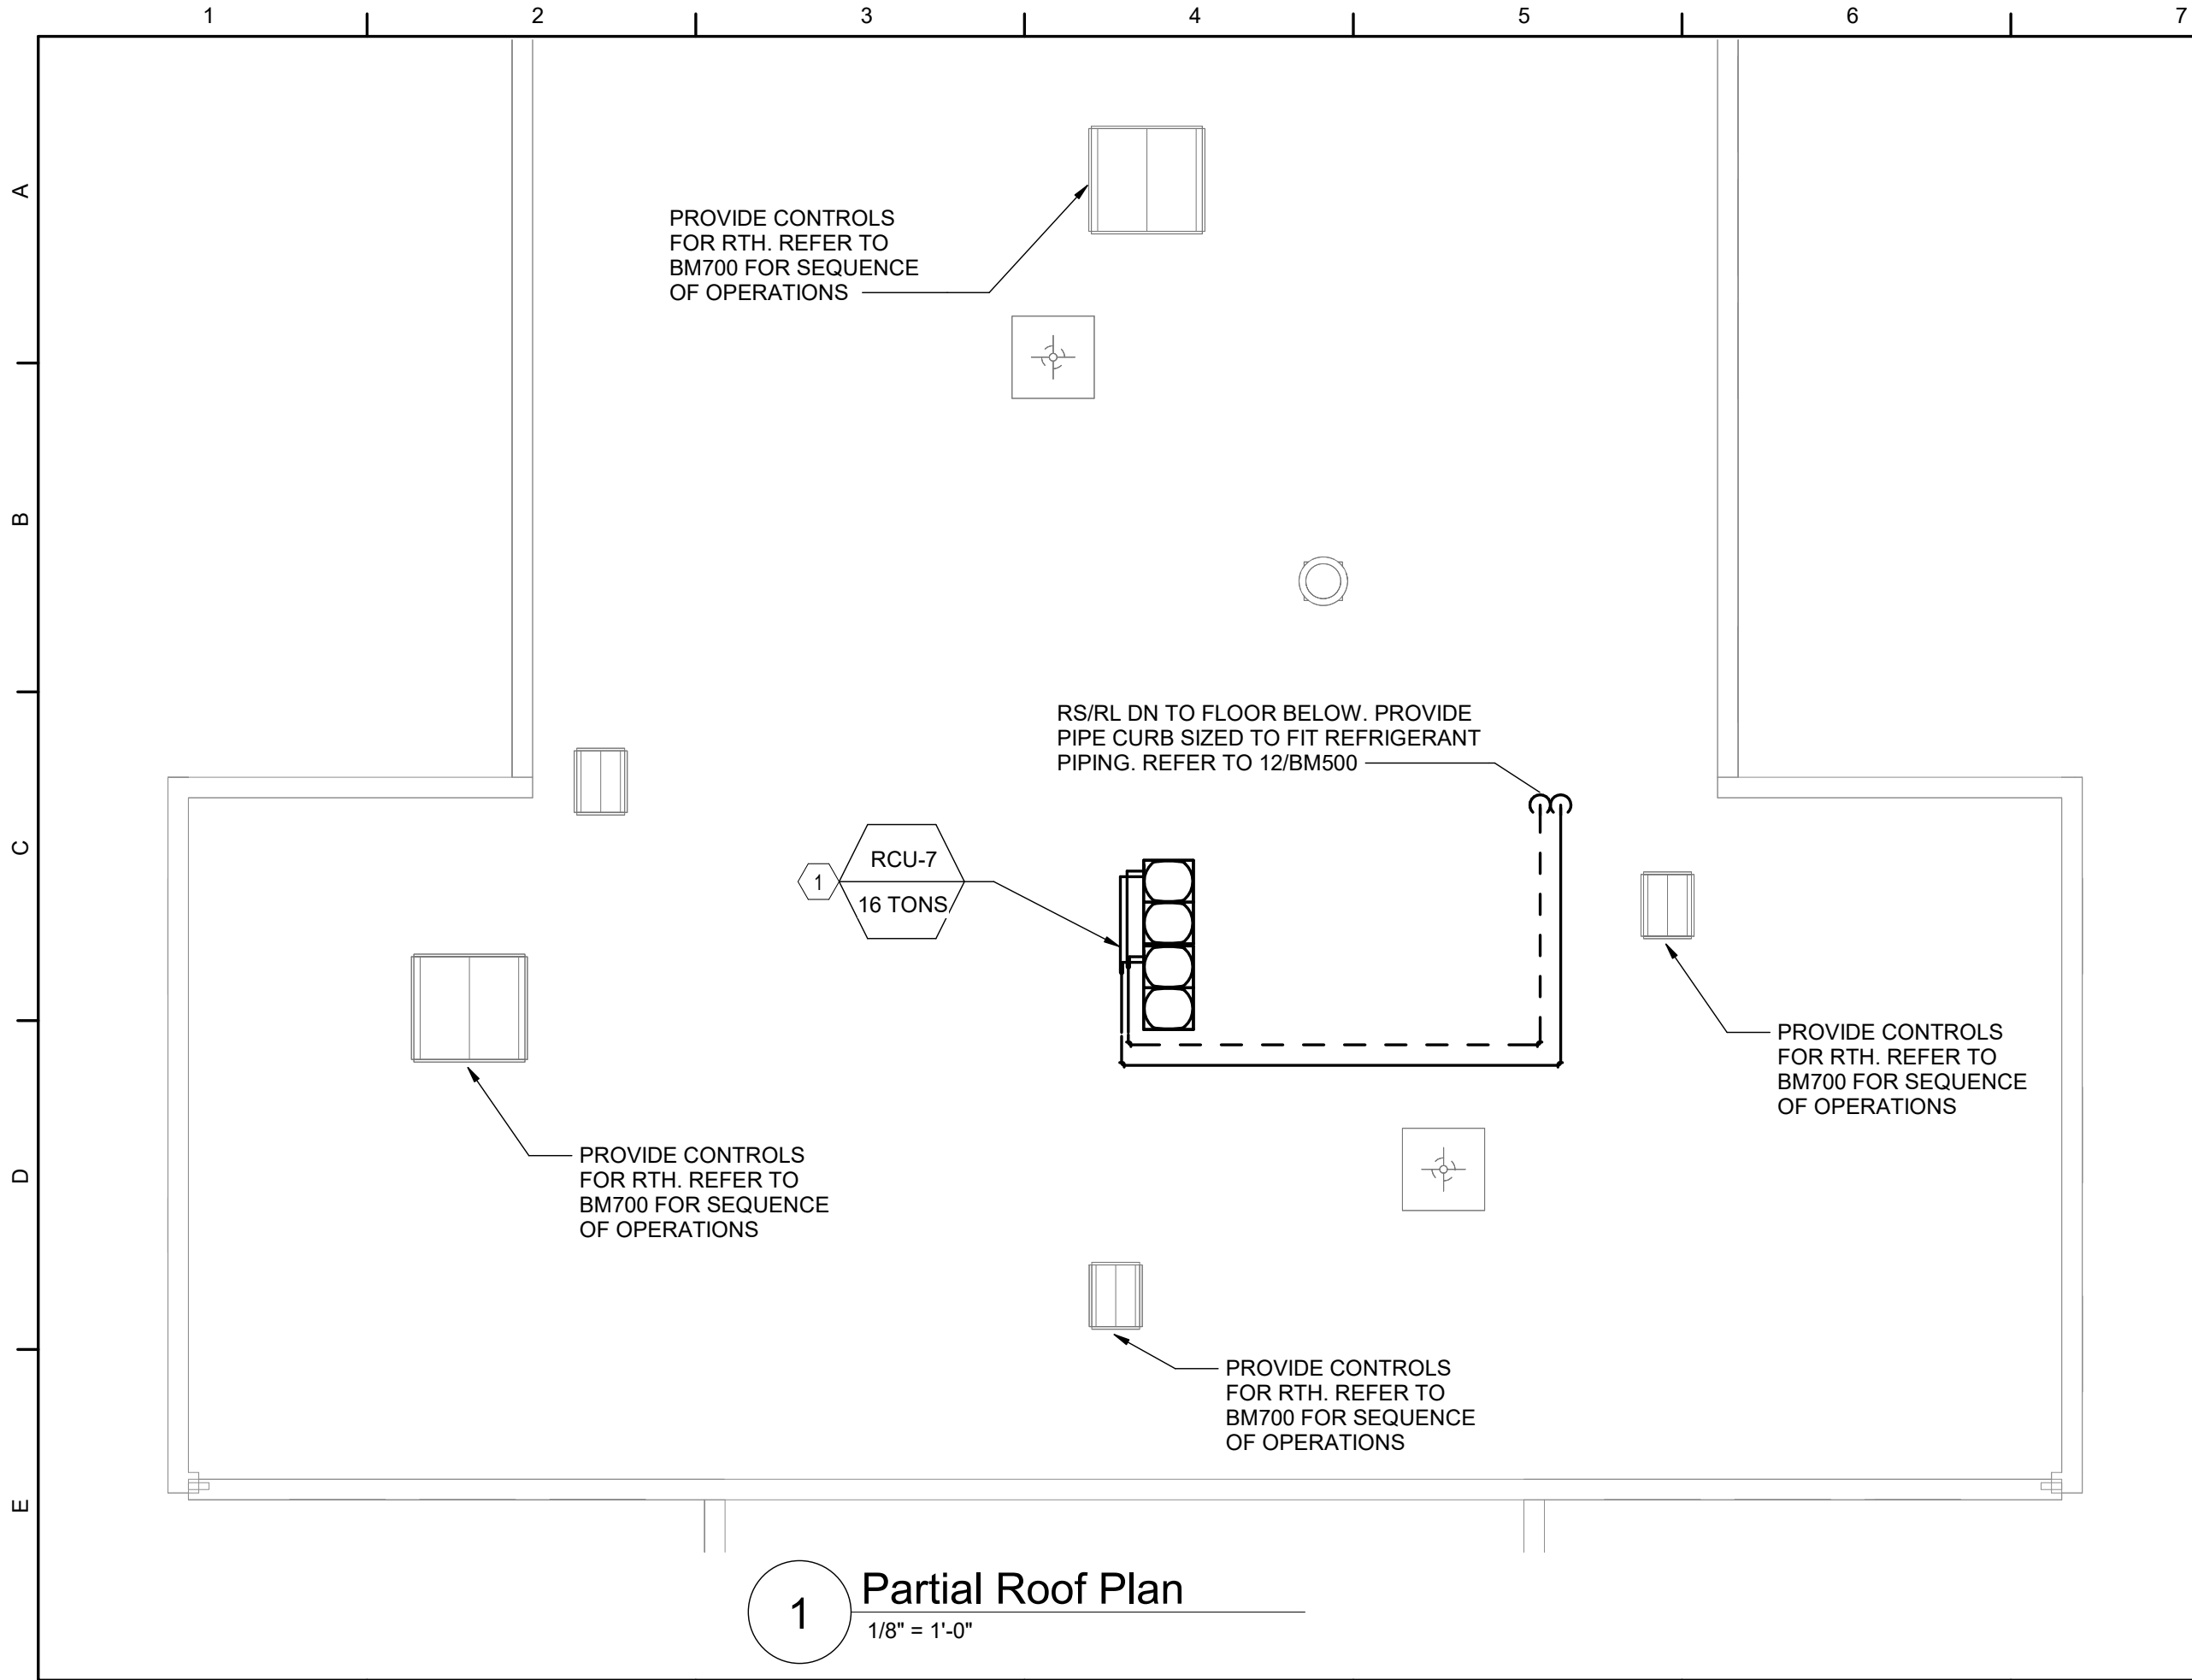 1 2 3 4 5 6 7
A
B
C
D
E
PROVIDE CONTROLS
FOR RTH. REFER TO
BM700 FOR SEQUENCE
OF OPERATIONS
RS/RL DN TO FLOOR BELOW. PROVIDE
PIPE CURB SIZED TO FIT REFRIGERANT
PIPING. REFER TO 12/BM500
1
RCU-7
16 TONS
PROVIDE CONTROLS
FOR RTH. REFER TO
BM700 FOR SEQUENCE
OF OPERATIONS
PROVIDE CONTROLS
FOR RTH. REFER TO
BM700 FOR SEQUENCE
OF OPERATIONS
PROVIDE CONTROLS
FOR RTH. REFER TO
BM700 FOR SEQUENCE
OF OPERATIONS
1
Partial Roof Plan
1/8" = 1'-0"